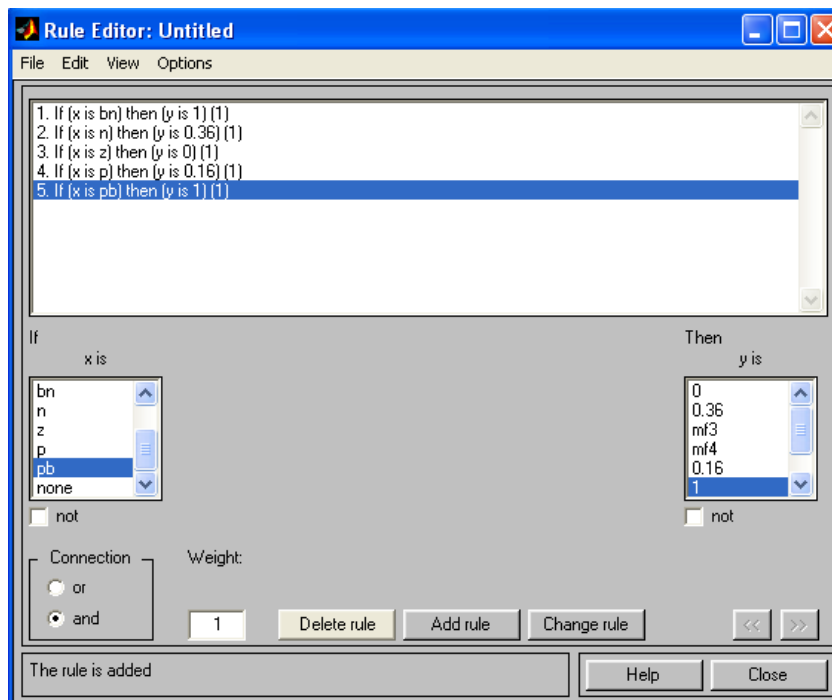 Rule Editor: Untitled
File Edit View Options
1. If (x is bn) then (y is 1) (1)
2. If (x is n) then (y is 0.36) (1)
3. If (x is z) then (y is 0) (1)
4. If (x is p) then (y is 0.16) (1)
5. If (x is pb) then (y is 1) (1)
If
x is
bn
n
z
p
pb
none
not
Then
y is
0
0.36
mf3
mf4
0.16
1
not
Connection
or
and
Weight:
1
Delete rule
Add rule
Change rule
<<
>>
The rule is added
Help
Close